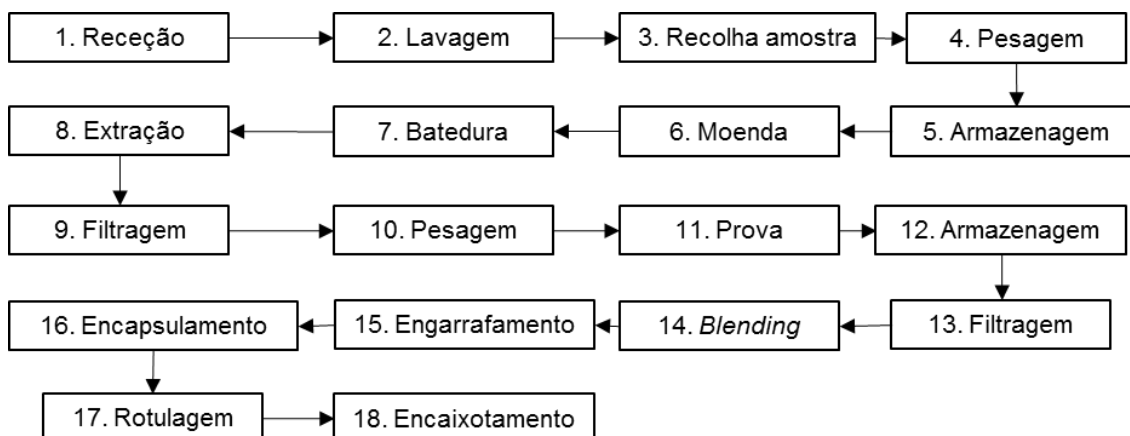 1. Receção
2. Lavagem
3. Recolha amostra
4. Pesagem
5. Armazenagem
6. Moenda
7. Batedura
8. Extração
9. Filtragem
10. Pesagem
11. Prova
12. Armazenagem
13. Filtragem
14. Blending
15. Engarrafamento
16. Encapsulamento
17. Rotulagem
18. Encaixotamento